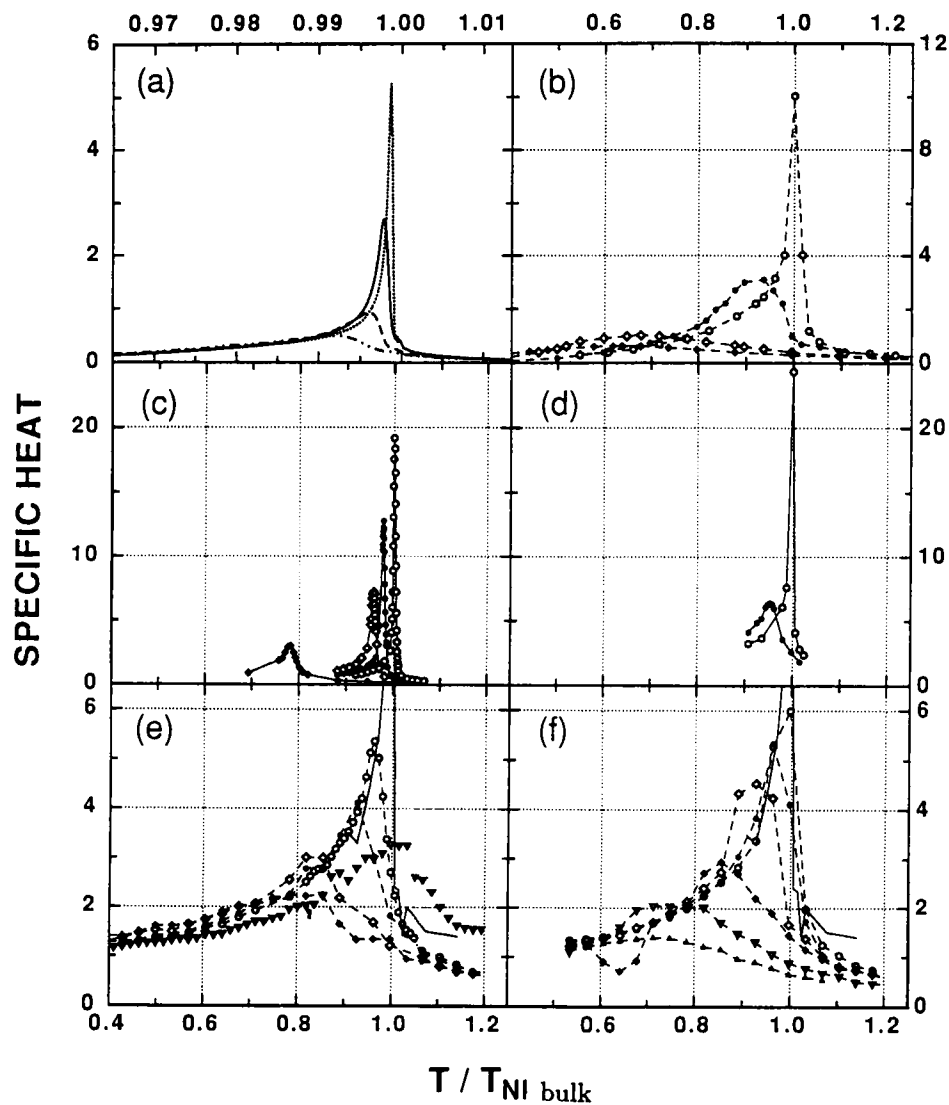 0.97 0.98 0.99 1.00 1.01 0.6 0.8 1.0 1.2
6 (a) (b) 12
4 8
2 4
0 0
(c) (d)
20 20
10 10
0 0
6 (e) (f) 6
4 4
2 2
0 0
0.4 0.6 0.8 1.0 1.2 0.6 0.8 1.0 1.2
SPECIFIC HEAT
T / TNI bulk